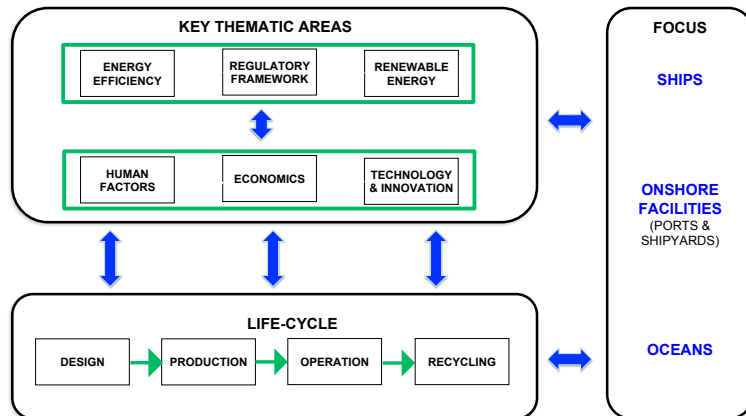 KEY THEMATIC AREAS
ENERGY
EFFICIENCY
REGULATORY
FRAMEWORK
RENEWABLE
ENERGY
HUMAN
FACTORS
ECONOMICS
TECHNOLOGY
& INNOVATION
LIFE-CYCLE
DESIGN
PRODUCTION
OPERATION
RECYCLING
FOCUS
SHIPS
ONSHORE
FACILITIES
(PORTS &
SHIPYARDS)
OCEANS